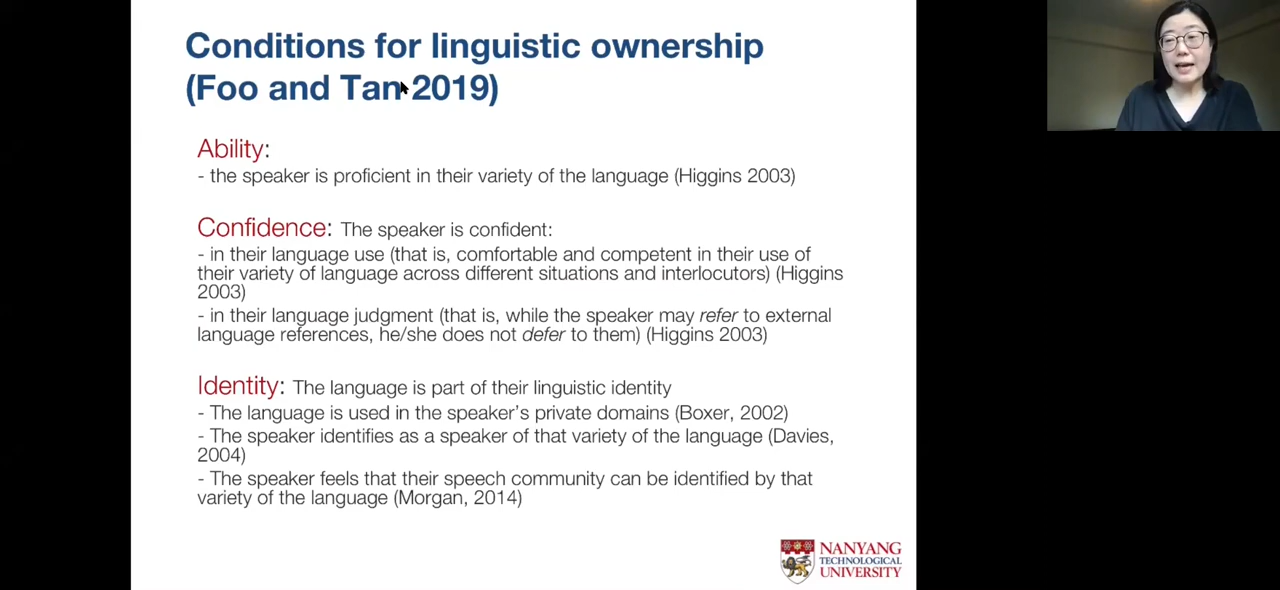 Conditions for linguistic ownership
(Foo and Tan 2019)
Ability:
- the speaker is proficient in their variety of the language (Higgins 2003)
Confidence: The speaker is confident:
- in their language use (that is, comfortable and competent in their use of
their variety of language across different situations and interlocutors) (Higgins
2003)
- in their language judgment (that is, while the speaker may refer to external
language references, he/she does not defer to them) (Higgins 2003)
Identity: The language is part of their linguistic identity
- The language is used in the speaker's private domains (Boxer, 2002)
- The speaker identifies as a speaker of that variety of the language (Davies,
2004)
- The speaker feels that their speech community can be identified by that
variety of the language (Morgan, 2014)
NANYANG
TECHNOLOGICAL
UNIVERSITY